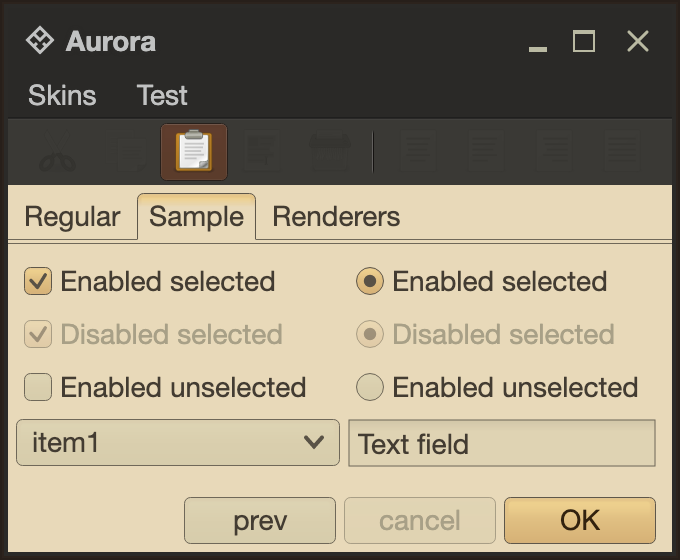 Aurora
Skins Test
Regular Sample Renderers
Enabled selected Enabled selected
Disabled selected Disabled selected
Enabled unselected Enabled unselected
item1 Text field
prev cancel OK